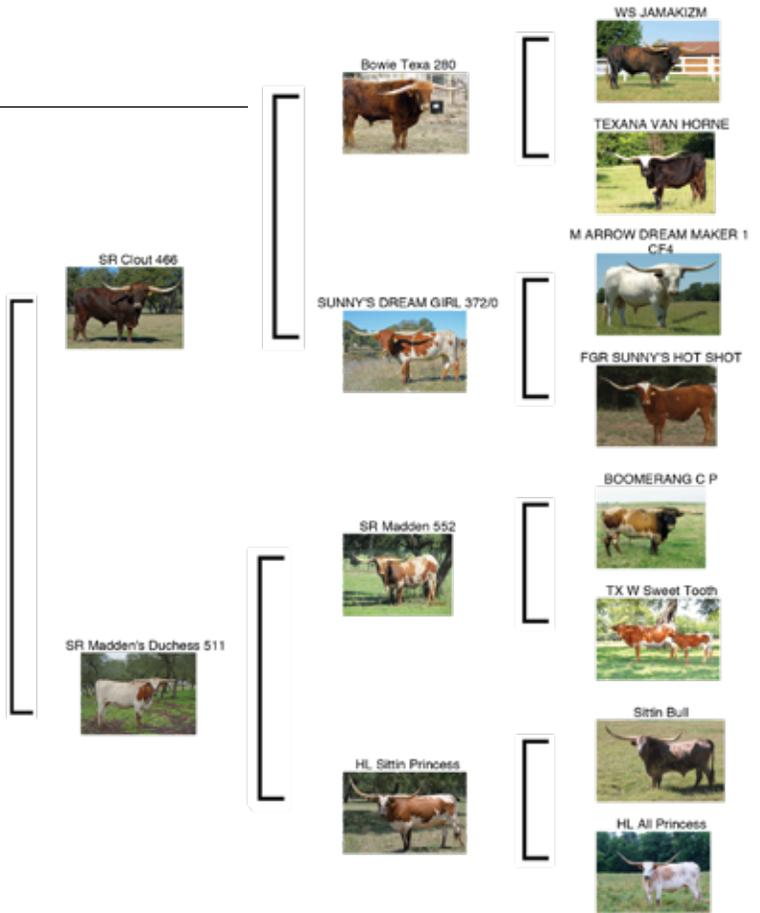 WS JAMAKIZM
Bowie Texa 280
TEXANA VAN HORNE
M ARROW DREAM MAKER 1
CF4
SR Clout 466
SUNNY'S DREAM GIRL 372/0
FGR SUNNY'S HOT SHOT
BOOMERANG C P
SR Madden 552
TX W Sweet Tooth
SR Madden's Duchess 511
Sittin Bull
HL Sittin Princess
HL All Princess